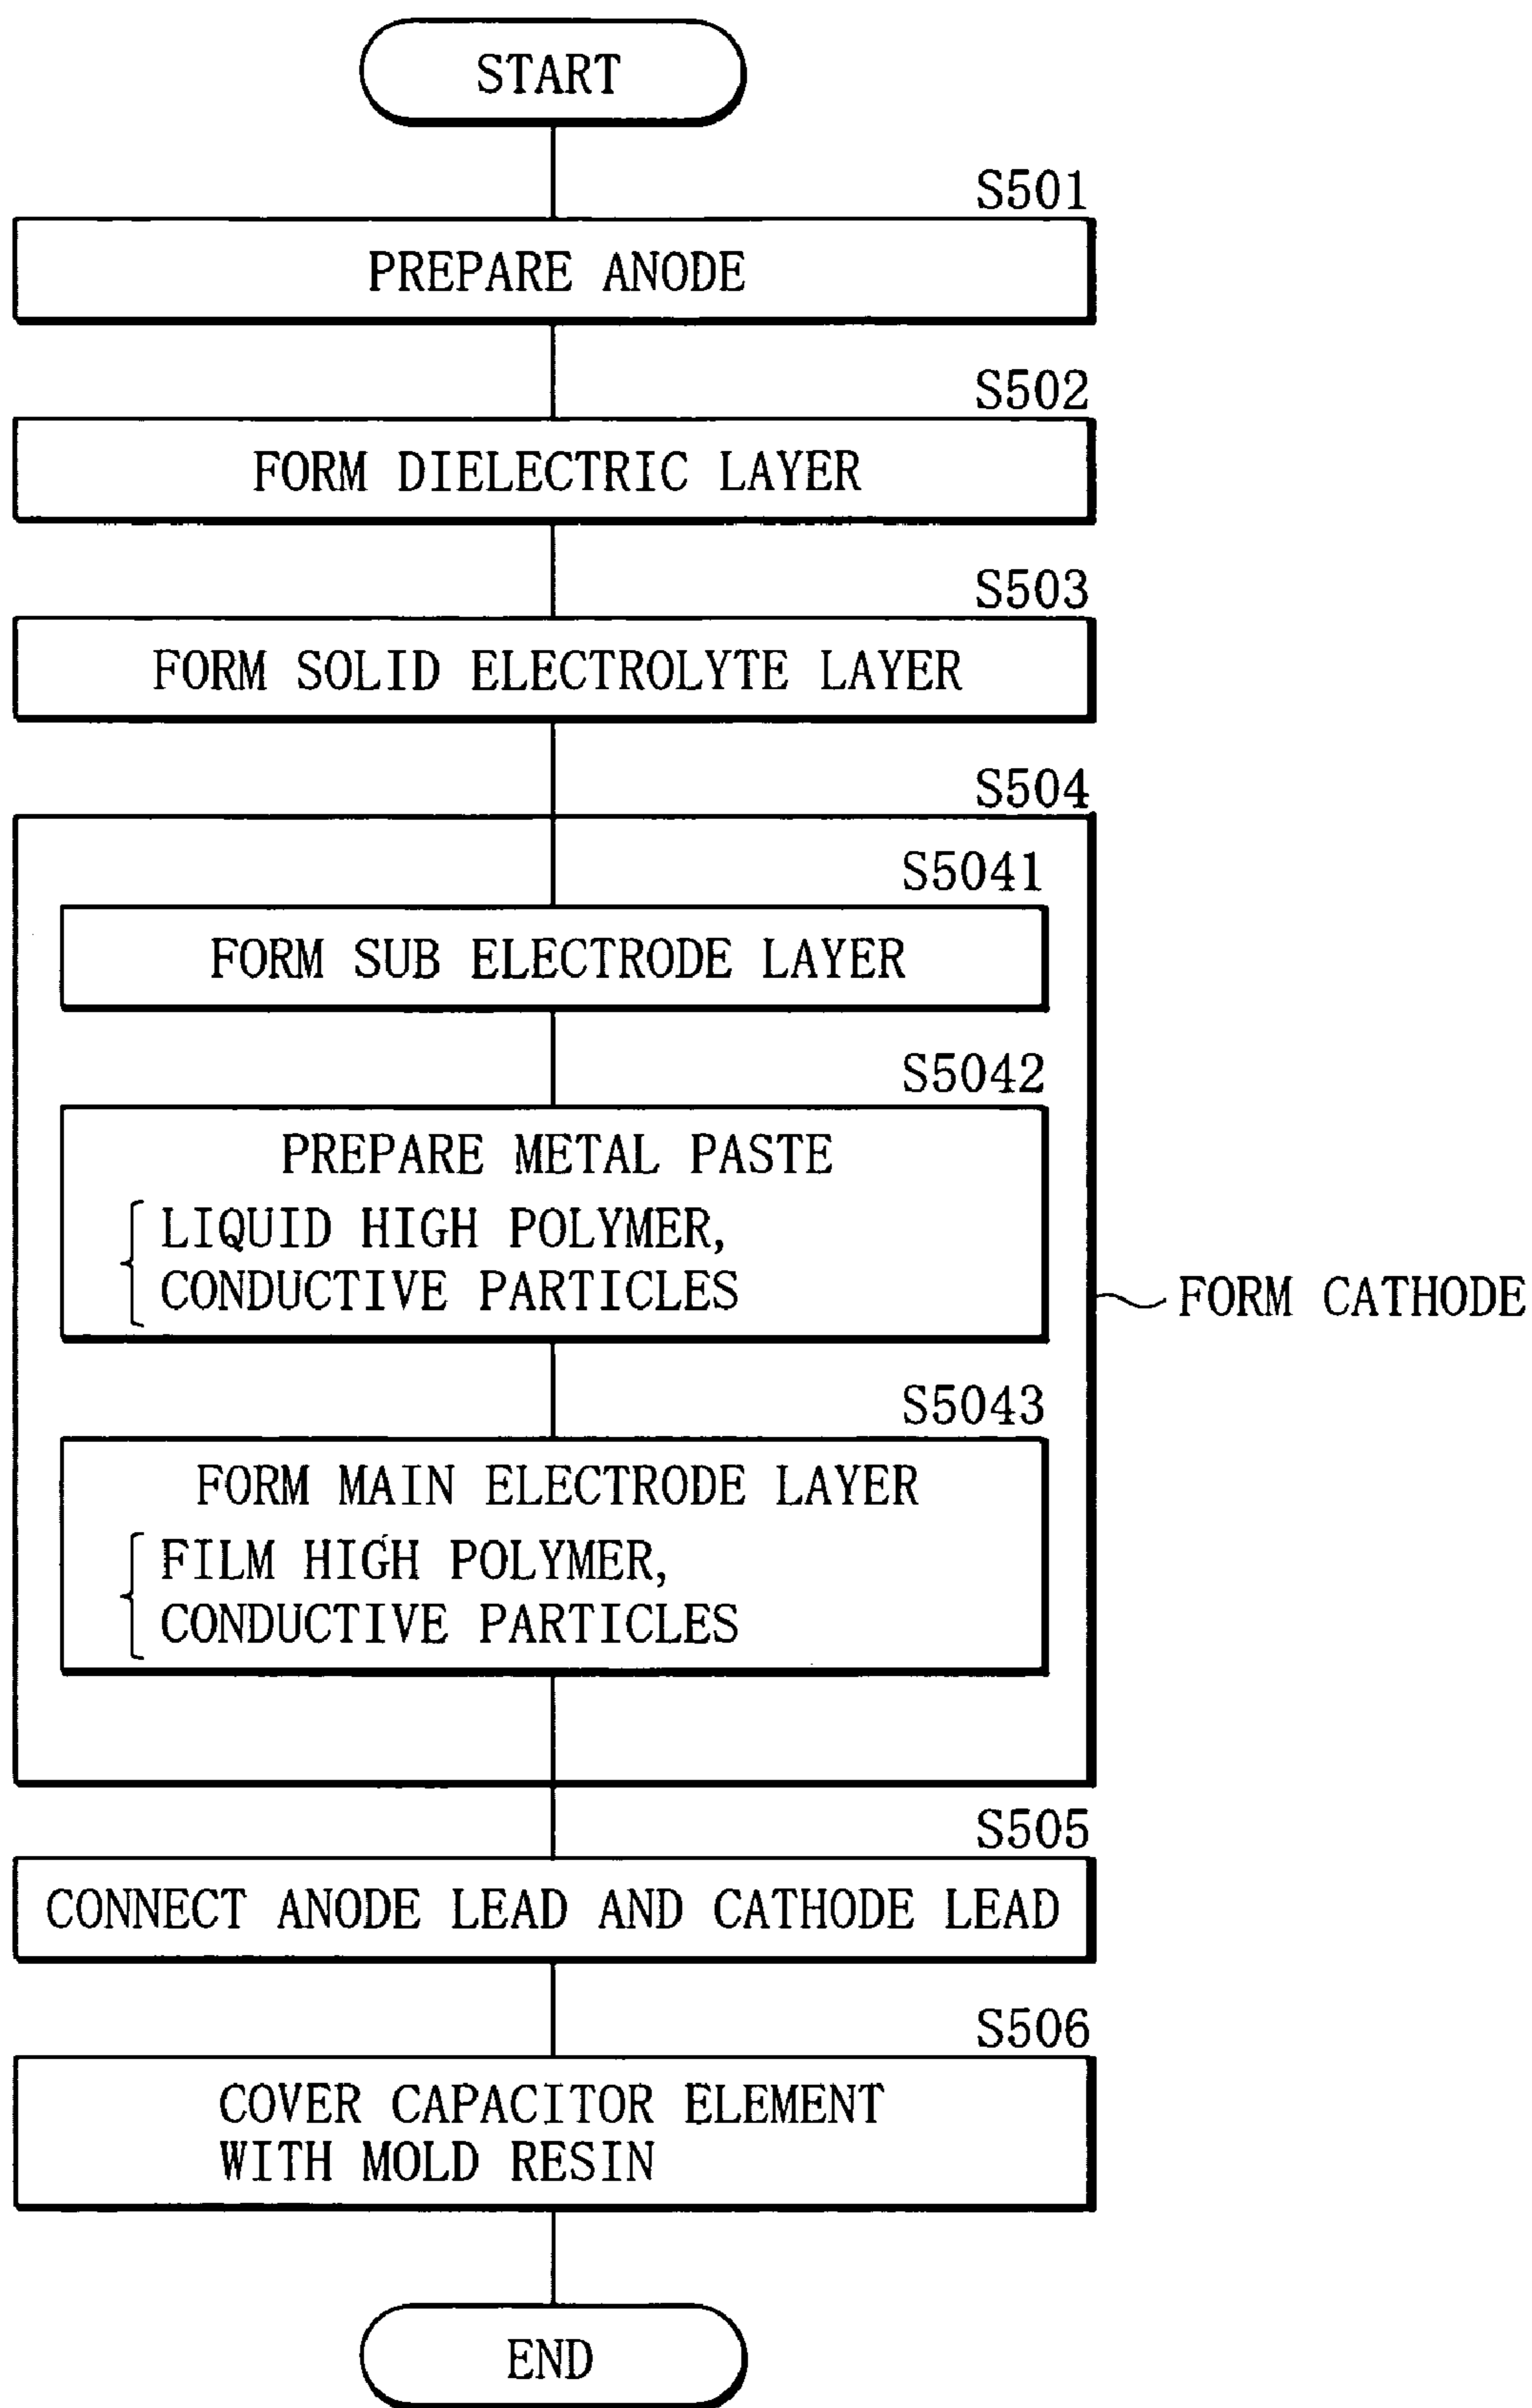 START
S501
PREPARE ANODE
S502
FORM DIELECTRIC LAYER
S503
FORM SOLID ELECTROLYTE LAYER
S504
S5041
FORM SUB ELECTRODE LAYER
S5042
PREPARE METAL PASTE
LIQUID HIGH POLYMER,
CONDUCTIVE PARTICLES
FORM CATHODE
S5043
FORM MAIN ELECTRODE LAYER
FILM HIGH POLYMER,
CONDUCTIVE PARTICLES
S505
CONNECT ANODE LEAD AND CATHODE LEAD
S506
COVER CAPACITOR ELEMENT
WITH MOLD RESIN
END